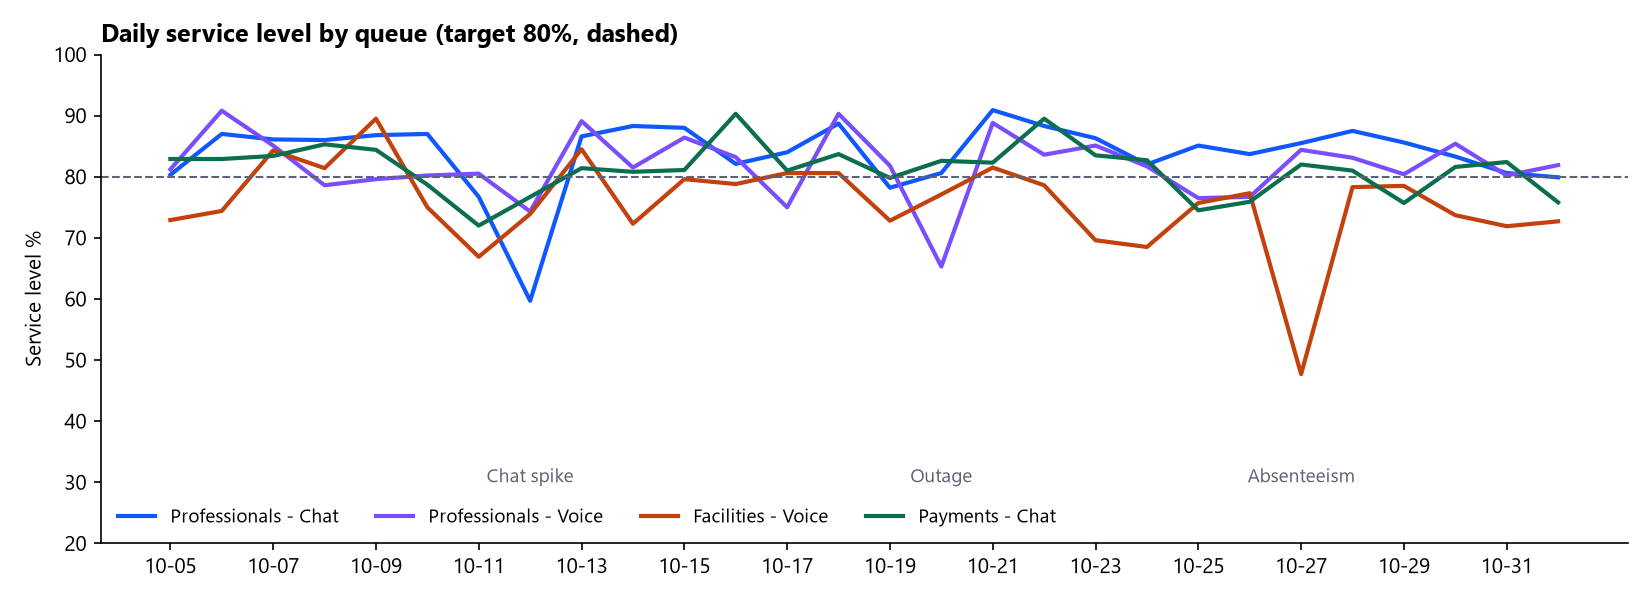 Daily service level by queue (target 80%, dashed)
Service level %
100
90
80
70
60
50
40
30
20
Chat spike
Outage
Absenteeism
Professionals - Chat
Professionals - Voice
Facilities - Voice
Payments - Chat
10-05
10-07
10-09
10-11
10-13
10-15
10-17
10-19
10-21
10-23
10-25
10-27
10-29
10-31